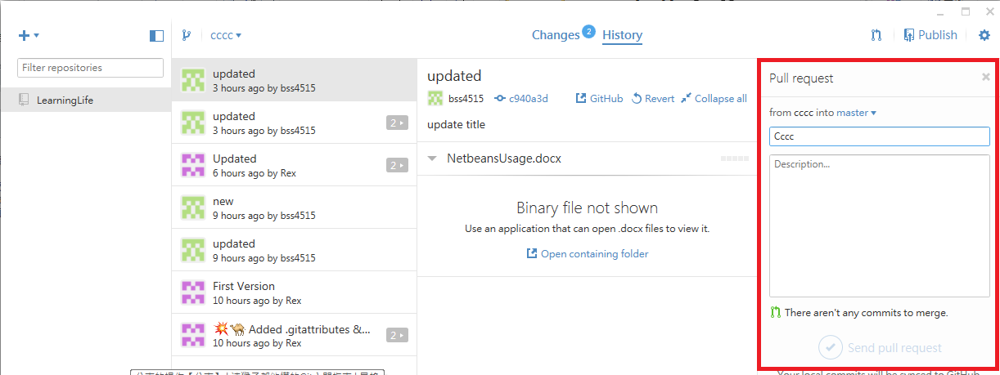 cccc
Changes 2 History
Publish
Filter repositories
LearningLife
updated
3 hours ago by bss4515
updated
3 hours ago by bss4515
2
Updated
6 hours ago by Rex
2
new
9 hours ago by bss4515
updated
9 hours ago by bss4515
First Version
10 hours ago by Rex
💥🐪 Added .gitattributes &...
10 hours ago by Rex
2
updated
bss4515 c940a3d GitHub Revert Collapse all
update title
NetbeansUsage.docx
Binary file not shown
Use an application that can open .docx files to view it.
Open containing folder
Pull request
from cccc into master
Cccc
Description...
There aren't any commits to merge.
Send pull request
Your local commits will be synced to GitHub